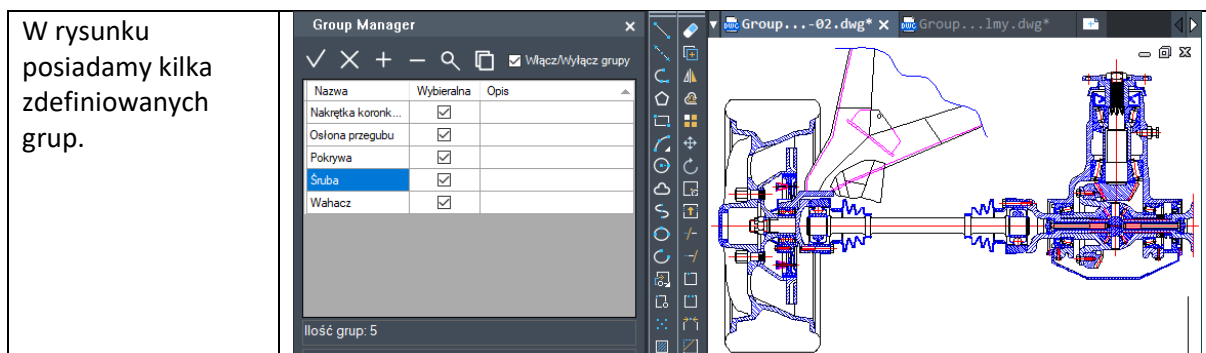 W rysunku
posiadamy kilka
zdefiniowanych
grup.
Group Manager
Włącz/Wyłącz grupy
Nazwa Wybieralna Opis
Nakrętka koronk...
Osłona przegubu
Pokrywa
Śruba
Wahacz
Ilość grup: 5
Group...-02.dwg* Group...lmy.dwg*